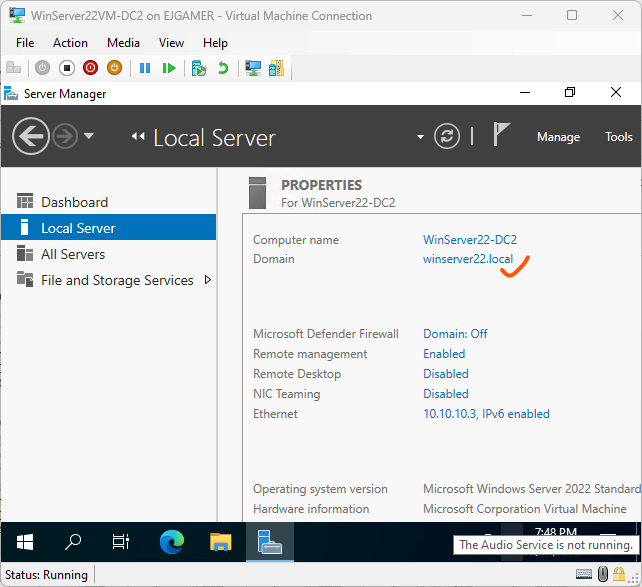 WinServer22VM-DC2 on EJGAMER - Virtual Machine Connection
File Action Media View Help
Server Manager
Local Server Manage Tools
Dashboard
Local Server
All Servers
File and Storage Services
PROPERTIES
For WinServer22-DC2
Computer name WinServer22-DC2
Domain winserver22.local
Microsoft Defender Firewall Domain: Off
Remote management Enabled
Remote Desktop Disabled
NIC Teaming Disabled
Ethernet 10.10.10.3, IPv6 enabled
Operating system version Microsoft Windows Server 2022 Standard
Hardware information Microsoft Corporation Virtual Machine
7:48 PM
The Audio Service is not running.
Status: Running